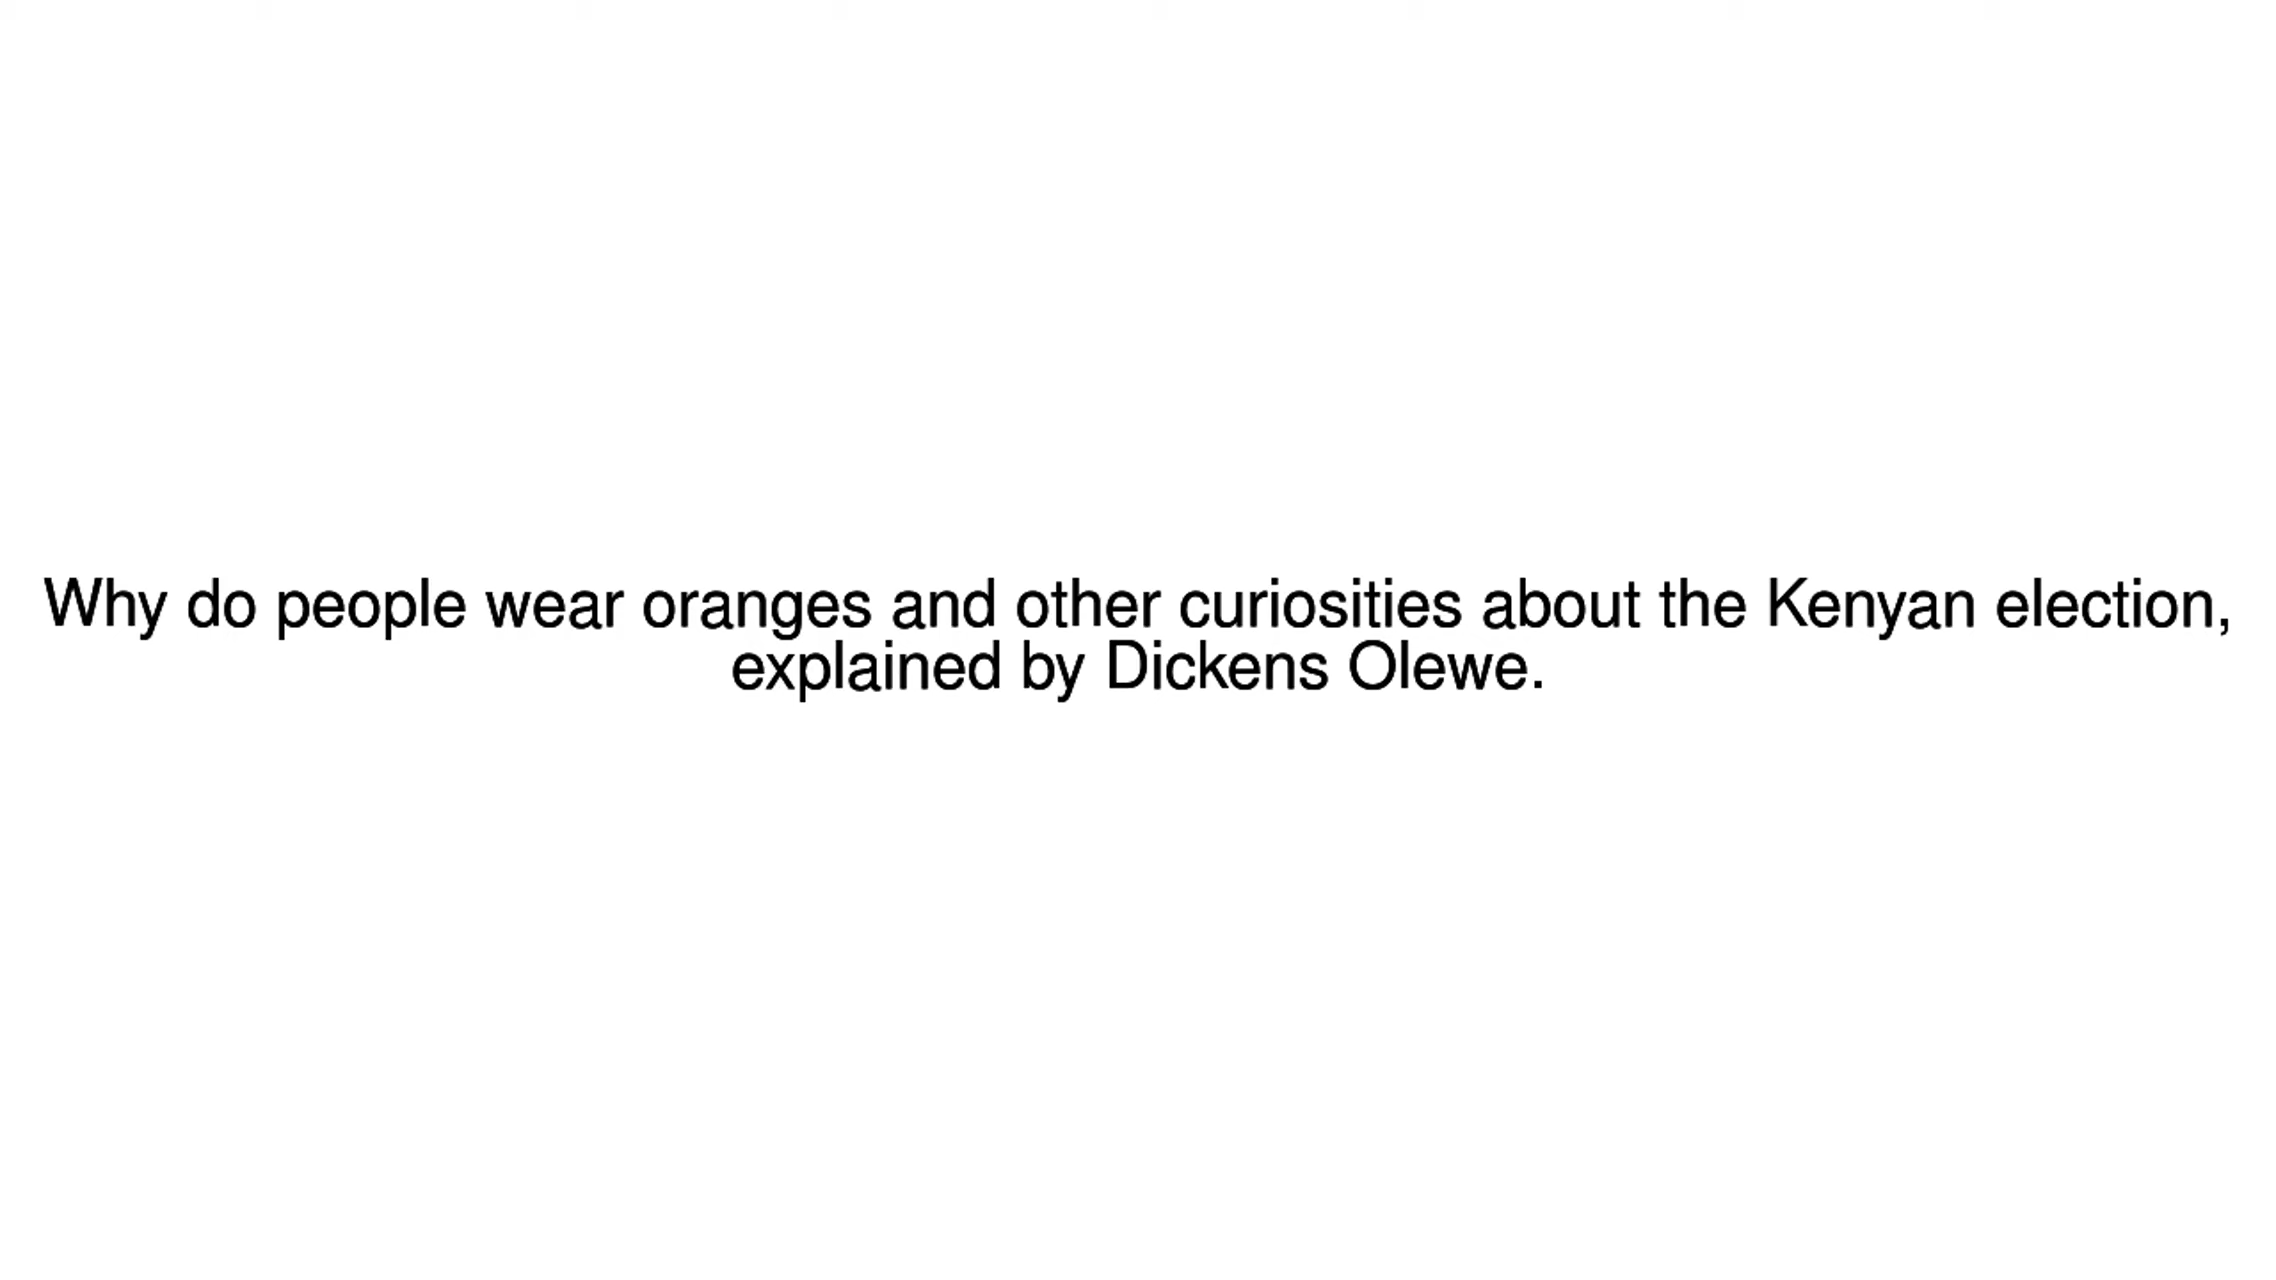 Why do people wear oranges and other curiosities about the Kenyan election,
explained by Dickens Olewe.